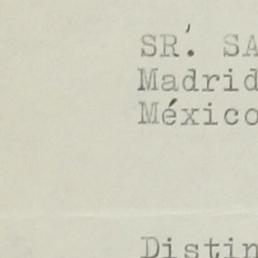 SR. SA
Madrid
México
Distin